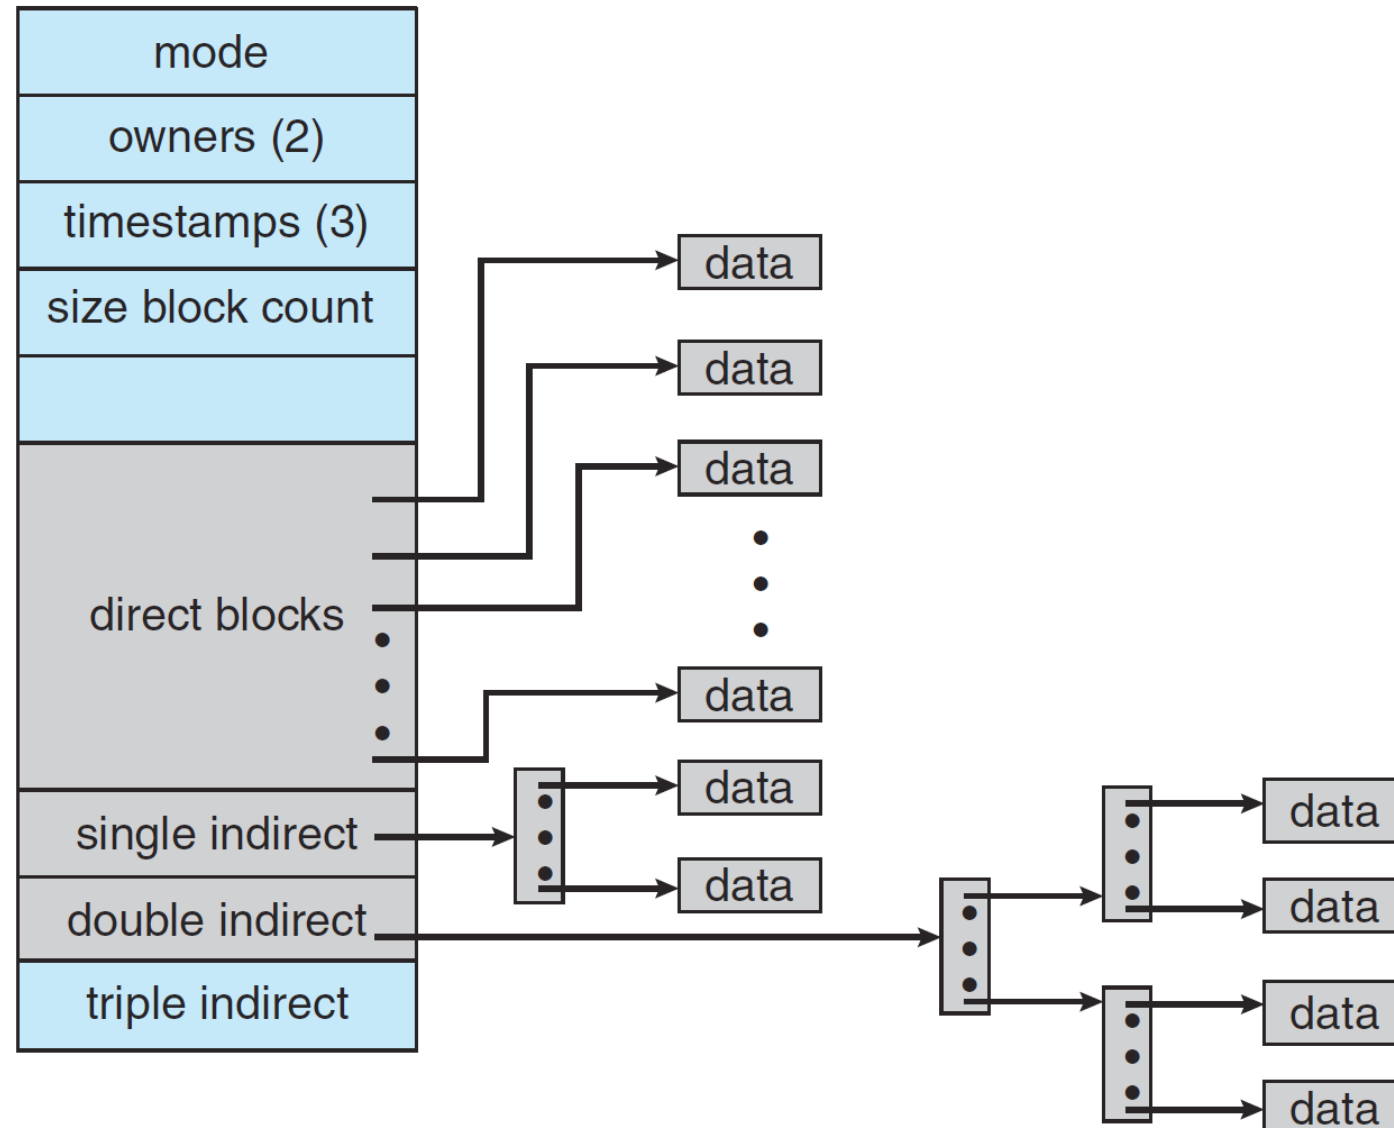 mode
owners (2)
timestamps (3)
size block count
direct blocks
single indirect
double indirect
triple indirect
data
data
data
data
data
data
data
data
data
data